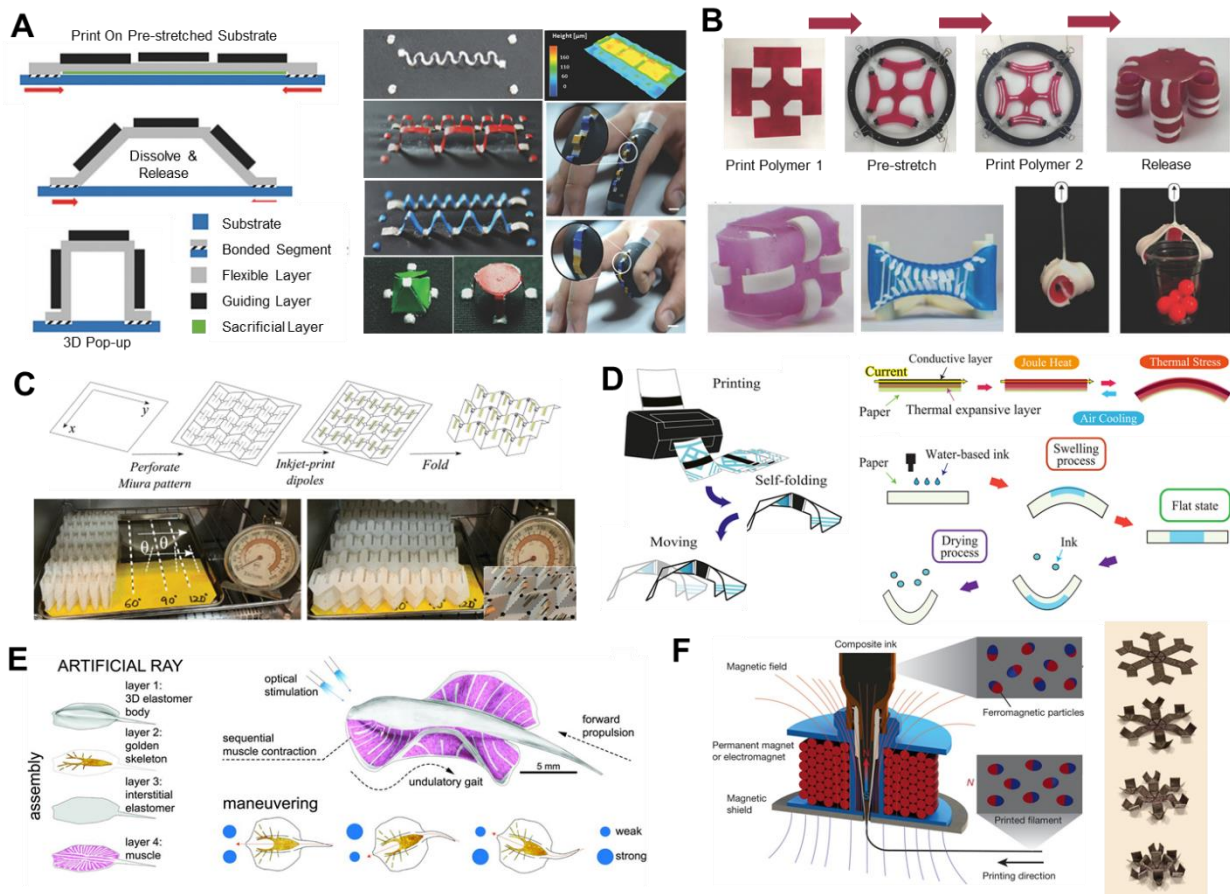 A
Print On Pre-stretched Substrate
Dissolve &
Release
Substrate
Bonded Segment
Flexible Layer
Guiding Layer
Sacrificial Layer
3D Pop-up
Height [µm]
160
110
60
0
B
Print Polymer 1
Pre-stretch
Print Polymer 2
Release
C
y
x
Perforate
Miura pattern
Inkjet-print
dipoles
Fold
θ
θ
60°
90°
120°
D
Printing
Self-folding
Moving
Conductive layer
Current
Paper
Thermal expansive layer
Joule Heat
Thermal Stress
Air Cooling
Paper
Water-based ink
Swelling
process
Flat state
Drying
process
Ink
E
ARTIFICIAL RAY
assembly
layer 1:
3D elastomer
body
layer 2:
golden
skeleton
layer 3:
interstitial
elastomer
layer 4:
muscle
optical
stimulation
sequential
muscle contraction
undulatory gait
forward
propulsion
5 mm
maneuvering
weak
strong
F
Composite ink
Magnetic field
Ferromagnetic particles
Permanent magnet
or electromagnet
Magnetic
shield
N
Printed filament
Printing direction